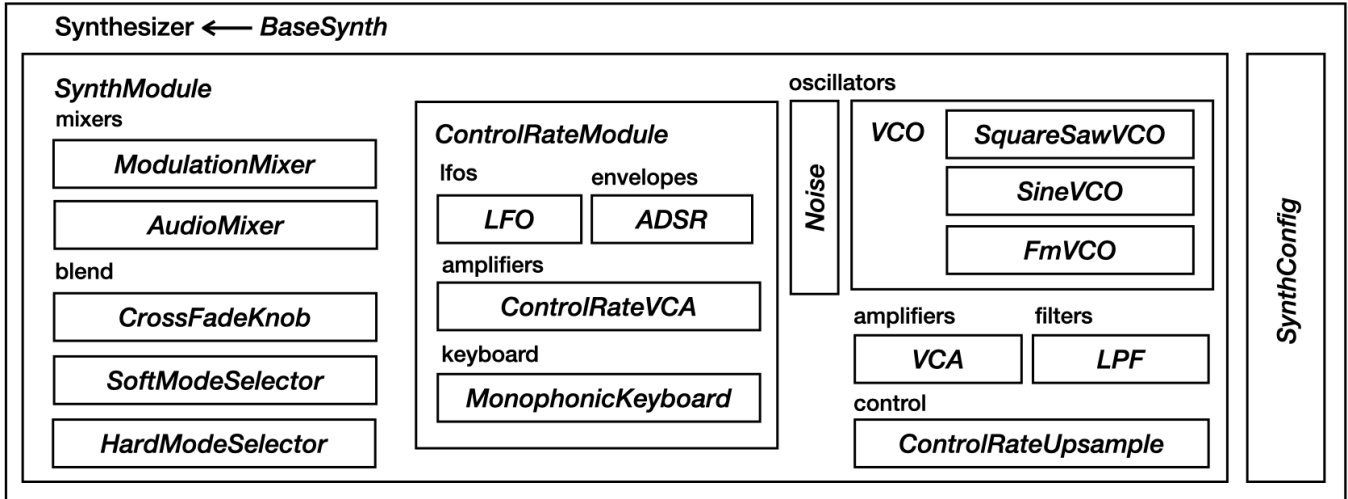 Synthesizer ← BaseSynth
SynthModule
mixers
ModulationMixer
AudioMixer
blend
CrossFadeKnob
SoftModeSelector
HardModeSelector
ControlRateModule
lfos
LFO
envelopes
ADSR
amplifiers
ControlRateVCA
keyboard
MonophonicKeyboard
oscillators
Noise
VCO
SquareSawVCO
SineVCO
FmVCO
amplifiers
VCA
filters
LPF
control
ControlRateUpsample
SynthConfig